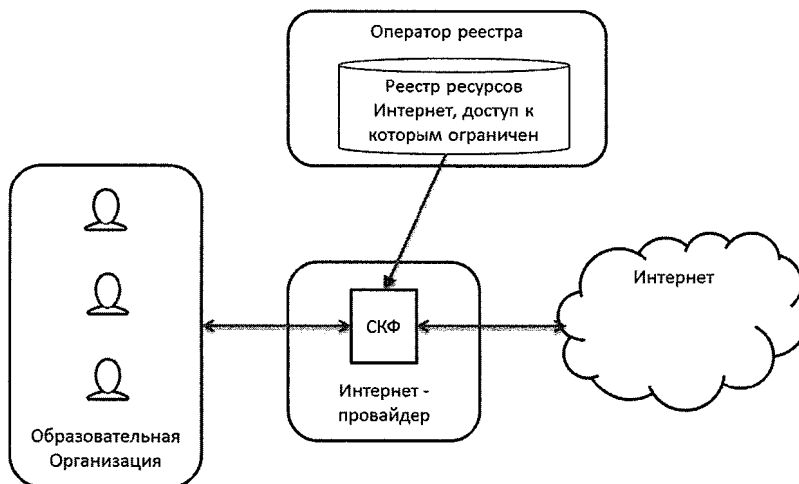 Оператор реестра
Реестр ресурсов
Интернет, доступ к
которым ограничен
Интернет
СКФ
Интернет -
провайдер
Образовательная
Организация